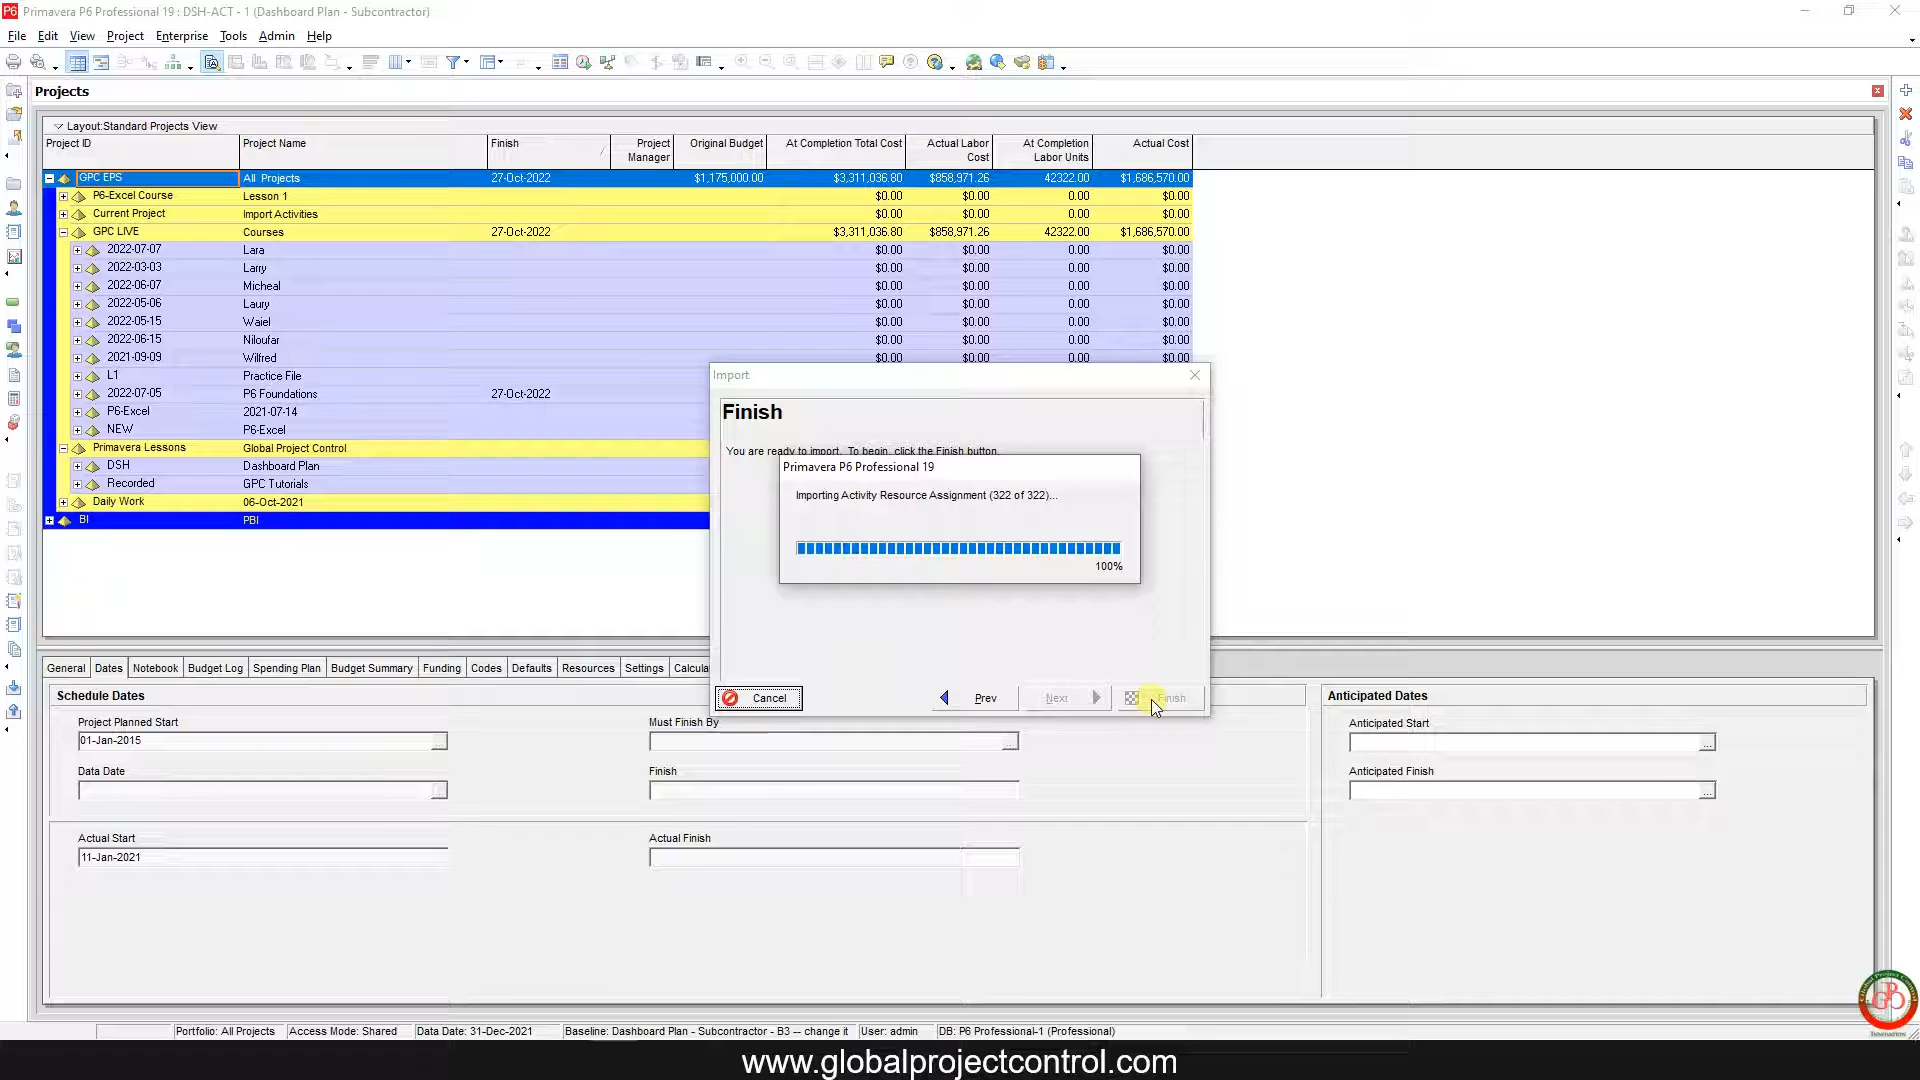 P6 Primavera P6 Professional 19 : DSH-ACT - 1 (Dashboard Plan - Subcontractor)
File Edit View Project Enterprise Tools Admin Help
Projects
Layout:Standard Projects View
Project ID Project Name Finish Project Manager Original Budget At Completion Total Cost Actual Labor Cost At Completion Labor Units Actual Cost
GPC EPS All Projects 27-Oct-2022 $1,175,000.00 $3,311,036.80 $858,971.26 42322.00 $1,686,570.00
P6-Excel Course Lesson 1 $0.00 $0.00 0.00 $0.00
Current Project Import Activities $0.00 $0.00 0.00 $0.00
GPC LIVE Courses 27-Oct-2022 $3,311,036.80 $858,971.26 42322.00 $1,686,570.00
2022-07-07 Lara $0.00 $0.00 0.00 $0.00
2022-03-03 Larry $0.00 $0.00 0.00 $0.00
2022-06-07 Micheal $0.00 $0.00 0.00 $0.00
2022-05-06 Laury $0.00 $0.00 0.00 $0.00
2022-05-15 Waiel $0.00 $0.00 0.00 $0.00
2022-06-15 Niloufar $0.00 $0.00 0.00 $0.00
2021-09-09 Wilfred $0.00 $0.00 0.00 $0.00
L1 Practice File
2022-07-05 P6 Foundations 27-Oct-2022
P6-Excel 2021-07-14
NEW P6-Excel
Primavera Lessons Global Project Control
DSH Dashboard Plan
Recorded GPC Tutorials
Daily Work 06-Oct-2021
BI PBI
Import
Finish
You are ready to import. To begin, click the Finish button.
Primavera P6 Professional 19
Importing Activity Resource Assignment (322 of 322)...
100%
Cancel Prev Next Finish
General Dates Notebook Budget Log Spending Plan Budget Summary Funding Codes Defaults Resources Settings Calcula
Schedule Dates Anticipated Dates
Project Planned Start Must Finish By Anticipated Start
01-Jan-2015
Data Date Finish Anticipated Finish
Actual Start Actual Finish
11-Jan-2021
Portfolio: All Projects Access Mode: Shared Data Date: 31-Dec-2021 Baseline: Dashboard Plan - Subcontractor - B3 -- change it User: admin DB: P6 Professional-1 (Professional)
www.globalprojectcontrol.com